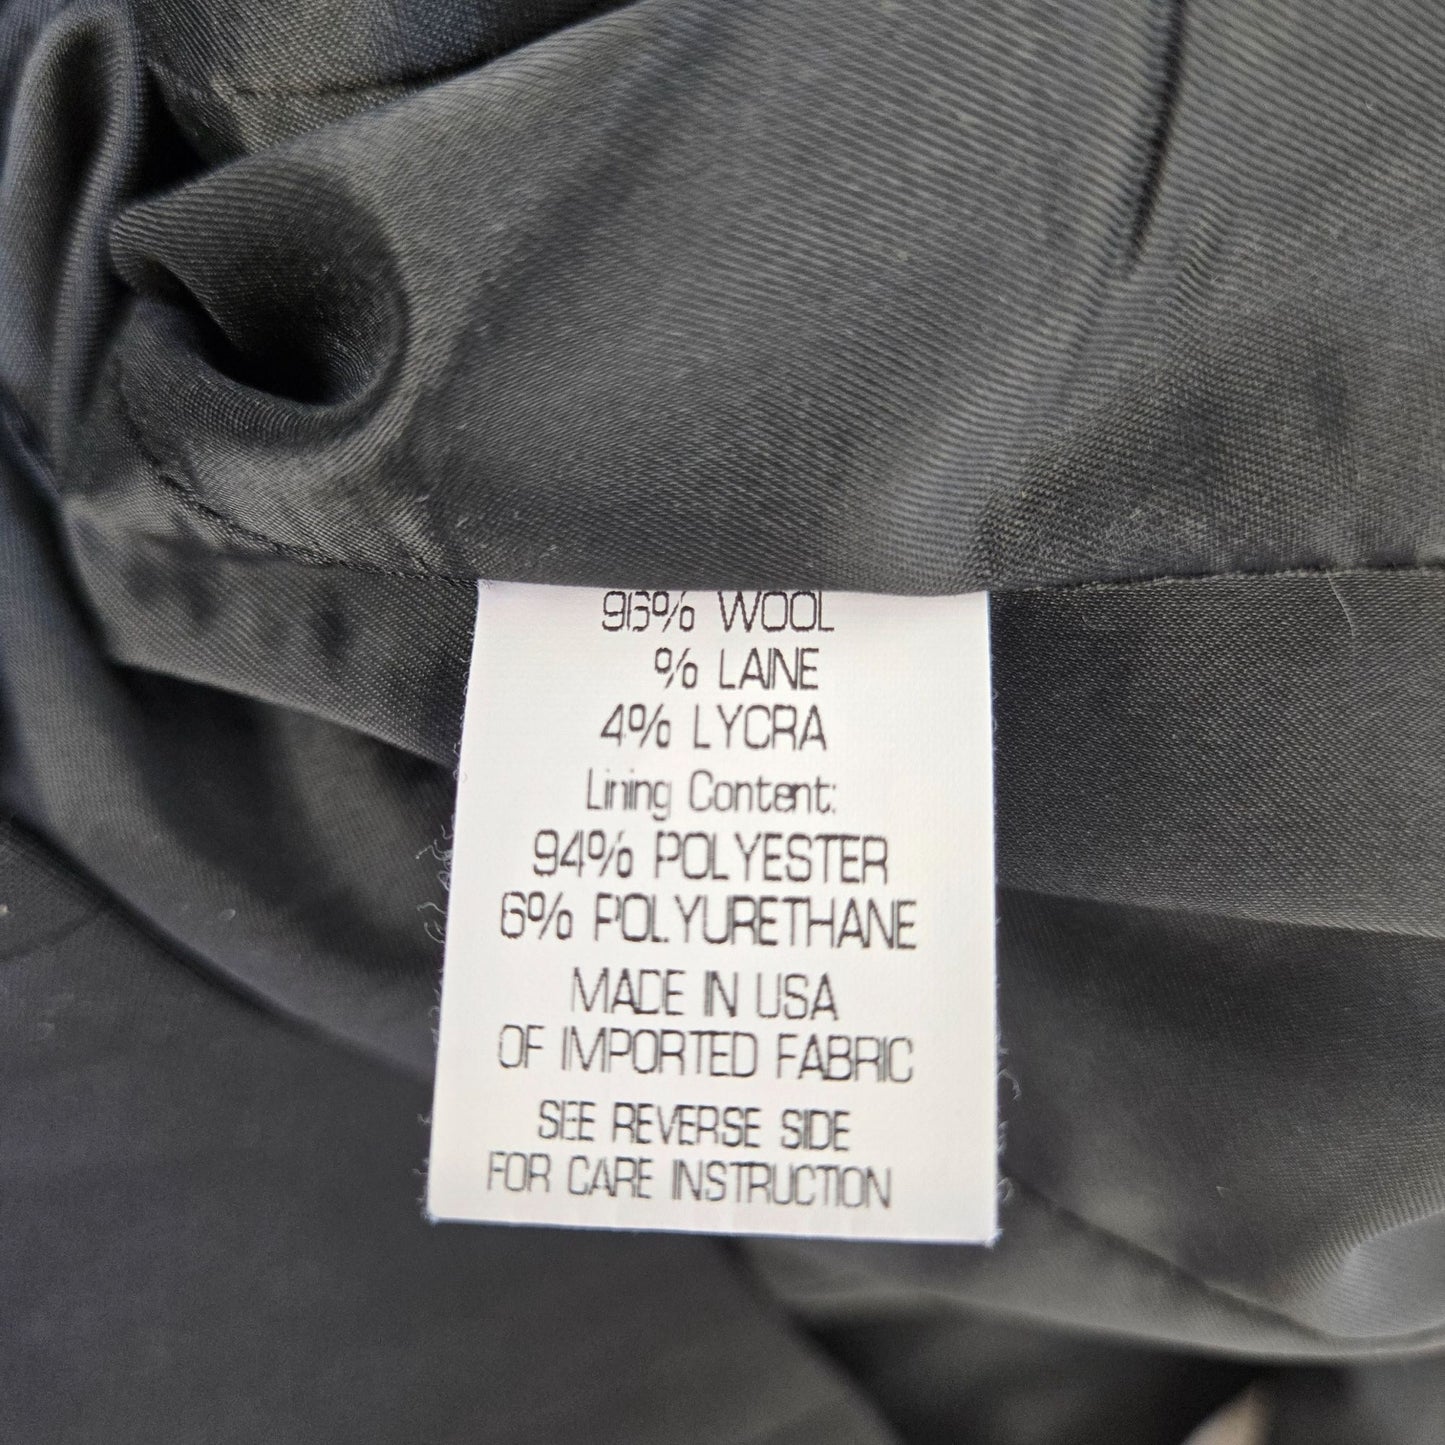 96% WOOL
% LAINE
4% LYCRA
Lining Content:
94% POLYESTER
6% POLYURETHANE
MADE IN USA
OF IMPORTED FABRIC
SEE REVERSE SIDE
FOR CARE INSTRUCTION